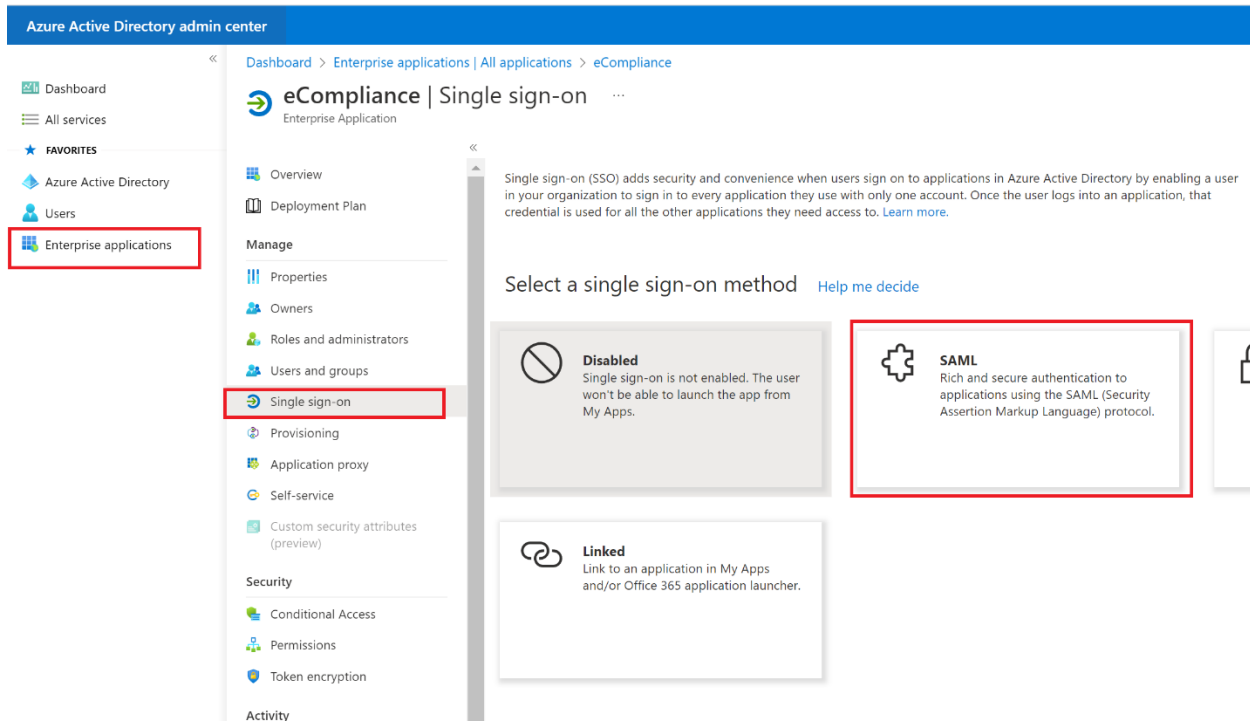 Azure Active Directory admin center
«
Dashboard
All services
FAVORITES
Azure Active Directory
Users
Enterprise applications
Dashboard > Enterprise applications | All applications > eCompliance
eCompliance | Single sign-on ...
Enterprise Application
«
Overview
Deployment Plan
Manage
Properties
Owners
Roles and administrators
Users and groups
Single sign-on
Provisioning
Application proxy
Self-service
Custom security attributes
(preview)
Security
Conditional Access
Permissions
Token encryption
Activity
Single sign-on (SSO) adds security and convenience when users sign on to applications in Azure Active Directory by enabling a user
in your organization to sign in to every application they use with only one account. Once the user logs into an application, that
credential is used for all the other applications they need access to. Learn more.
Select a single sign-on method Help me decide
Disabled
Single sign-on is not enabled. The user
won't be able to launch the app from
My Apps.
SAML
Rich and secure authentication to
applications using the SAML (Security
Assertion Markup Language) protocol.
Linked
Link to an application in My Apps
and/or Office 365 application launcher.